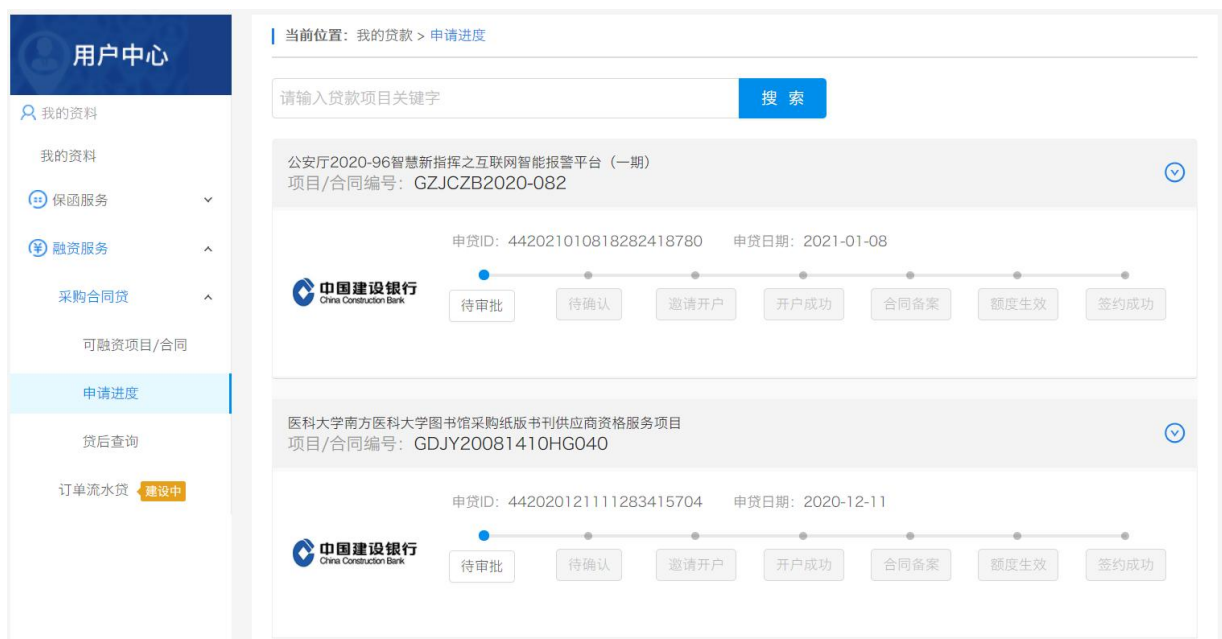 用户中心
我的资料
我的资料
保函服务
融资服务
采购合同贷
可融资项目/合同
申请进度
贷后查询
订单流水贷 建设中
当前位置：我的贷款 > 申请进度
请输入贷款项目关键字 搜 索
公安厅2020-96智慧新指挥之互联网智能报警平台（一期）
项目/合同编号：GZJCZB2020-082
申贷ID：442021010818282418780 申贷日期：2021-01-08
中国建设银行
China Construction Bank
待审批 待确认 邀请开户 开户成功 合同备案 额度生效 签约成功
医科大学南方医科大学图书馆采购纸版书刊供应商资格服务项目
项目/合同编号：GDJY20081410HG040
申贷ID：442020121111283415704 申贷日期：2020-12-11
中国建设银行
China Construction Bank
待审批 待确认 邀请开户 开户成功 合同备案 额度生效 签约成功